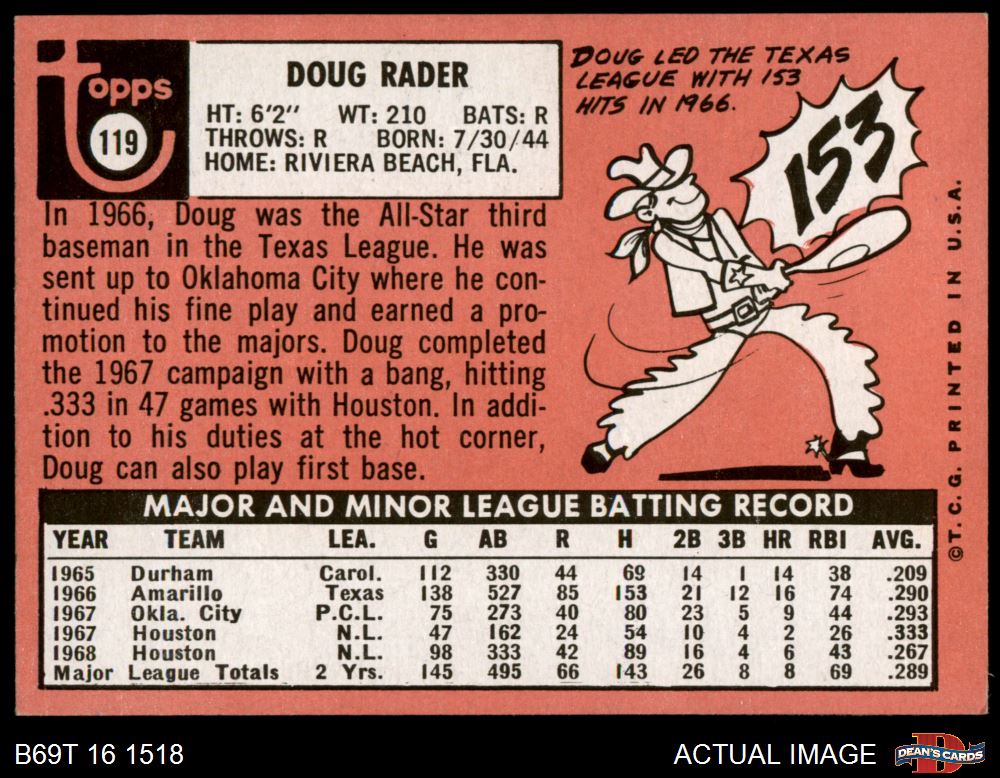 Topps
119
DOUG RADER
HT: 6'2" WT: 210 BATS: R
THROWS: R BORN: 7/30/44
HOME: RIVIERA BEACH, FLA.
In 1966, Doug was the All-Star third
baseman in the Texas League. He was
sent up to Oklahoma City where he con-
tinued his fine play and earned a pro-
motion to the majors. Doug completed
the 1967 campaign with a bang, hitting
.333 in 47 games with Houston. In addi-
tion to his duties at the hot corner,
Doug can also play first base.
DOUG LED THE TEXAS
LEAGUE WITH 153
HITS IN 1966.
153
©T.C.G. PRINTED IN U.S.A.
MAJOR AND MINOR LEAGUE BATTING RECORD
YEAR TEAM LEA. G AB R H 2B 3B HR RBI AVG.
1965 Durham Carol. 112 330 44 69 14 1 14 38 .209
1966 Amarillo Texas 138 527 85 153 21 12 16 74 .290
1967 Okla. City P.C.L. 75 273 40 80 23 5 9 44 .293
1967 Houston N.L. 47 162 24 54 10 4 2 26 .333
1968 Houston N.L. 98 333 42 89 16 4 6 43 .267
Major League Totals 2 Yrs. 145 495 66 143 26 8 8 69 .289
B69T 16 1518
ACTUAL IMAGE
DEAN'S CARDS